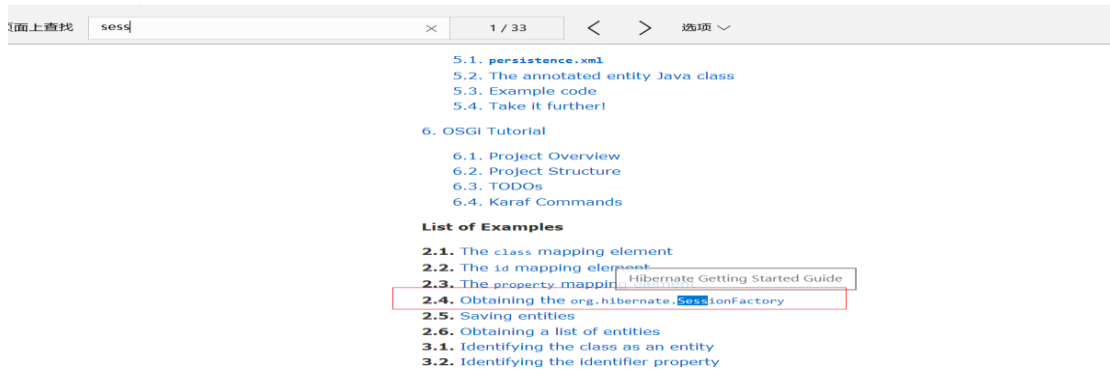 页面上查找 sess 1 / 33 选项
5.1. persistence.xml
5.2. The annotated entity Java class
5.3. Example code
5.4. Take it further!
6. OSGi Tutorial
6.1. Project Overview
6.2. Project Structure
6.3. TODOs
6.4. Karaf Commands
List of Examples
2.1. The class mapping element
2.2. The id mapping element
Hibernate Getting Started Guide
2.3. The property mapping element
2.4. Obtaining the org.hibernate.SessionFactory
2.5. Saving entities
2.6. Obtaining a list of entities
3.1. Identifying the class as an entity
3.2. Identifying the identifier property